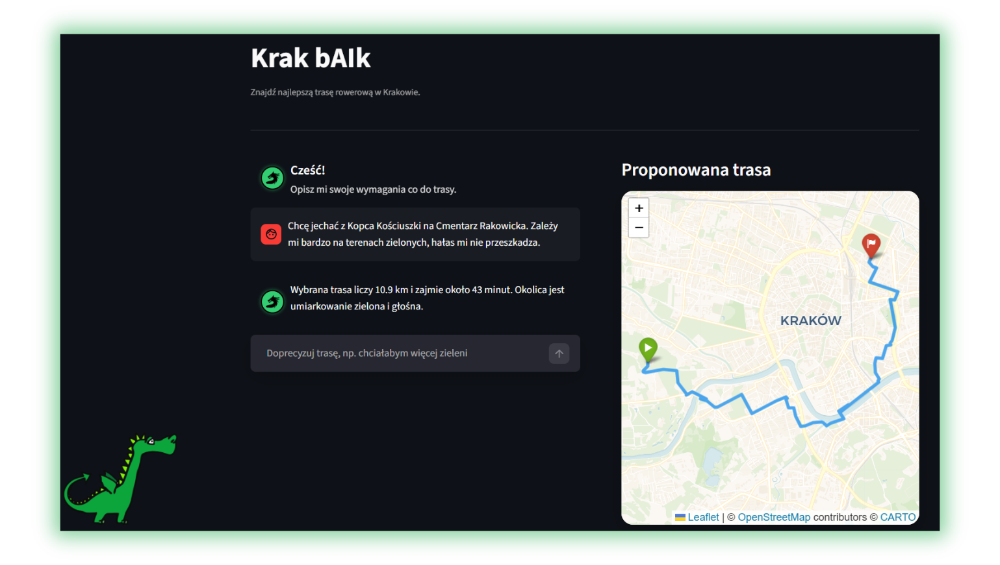 Krak bAIk
Znajdź najlepszą trasę rowerową w Krakowie.
Cześć!
Opisz mi swoje wymagania co do trasy.
Chcę jechać z Kopca Kościuszki na Cmentarz Rakowicka. Zależy
mi bardzo na terenach zielonych, hałas mi nie przeszkadza.
Wybrana trasa liczy 10.9 km i zajmie około 43 minut. Okolica jest
umiarkowanie zielona i głośna.
Doprecyzuj trasę, np. chciałabym więcej zieleni
Proponowana trasa
+
−
KRAKÓW
Leaflet | © OpenStreetMap contributors © CARTO